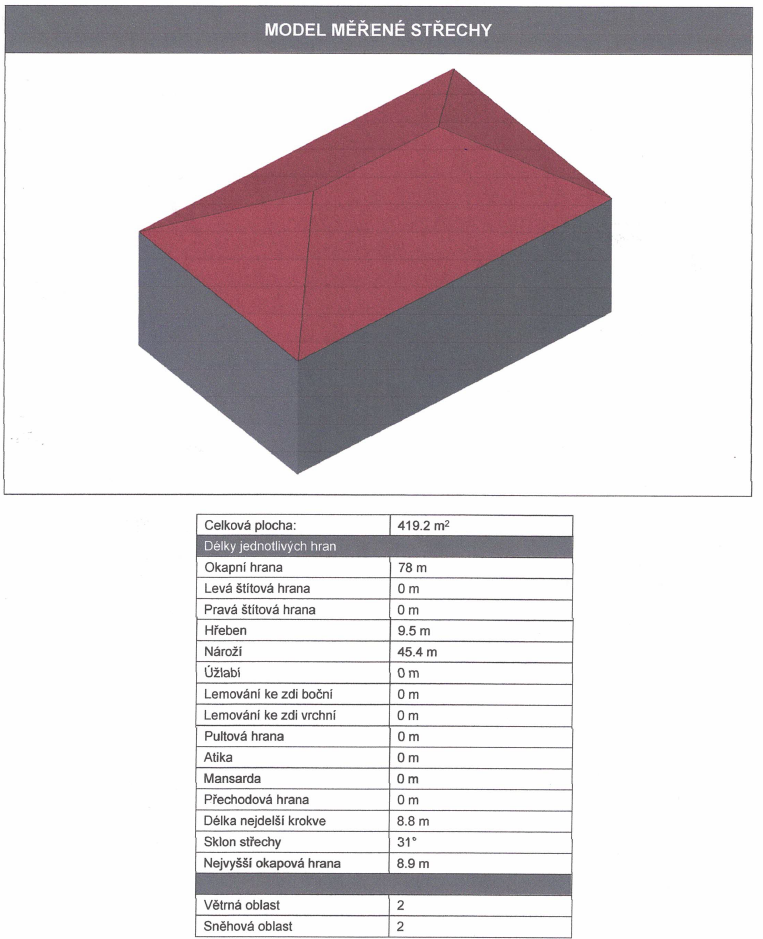 MODEL MĚŘENÉ STŘECHY
Celková plocha: 419.2 m²
Délky jednotlivých hran
Okapní hrana 78 m
Levá štítová hrana 0 m
Pravá štítová hrana 0 m
Hřeben 9.5 m
Nároží 45.4 m
Úžlabí 0 m
Lemování ke zdi boční 0 m
Lemování ke zdi vrchní 0 m
Pultová hrana 0 m
Atika 0 m
Mansarda 0 m
Přechodová hrana 0 m
Délka nejdelší krokve 8.8 m
Sklon střechy 31°
Nejvyšší okapová hrana 8.9 m
Větrná oblast 2
Sněhová oblast 2